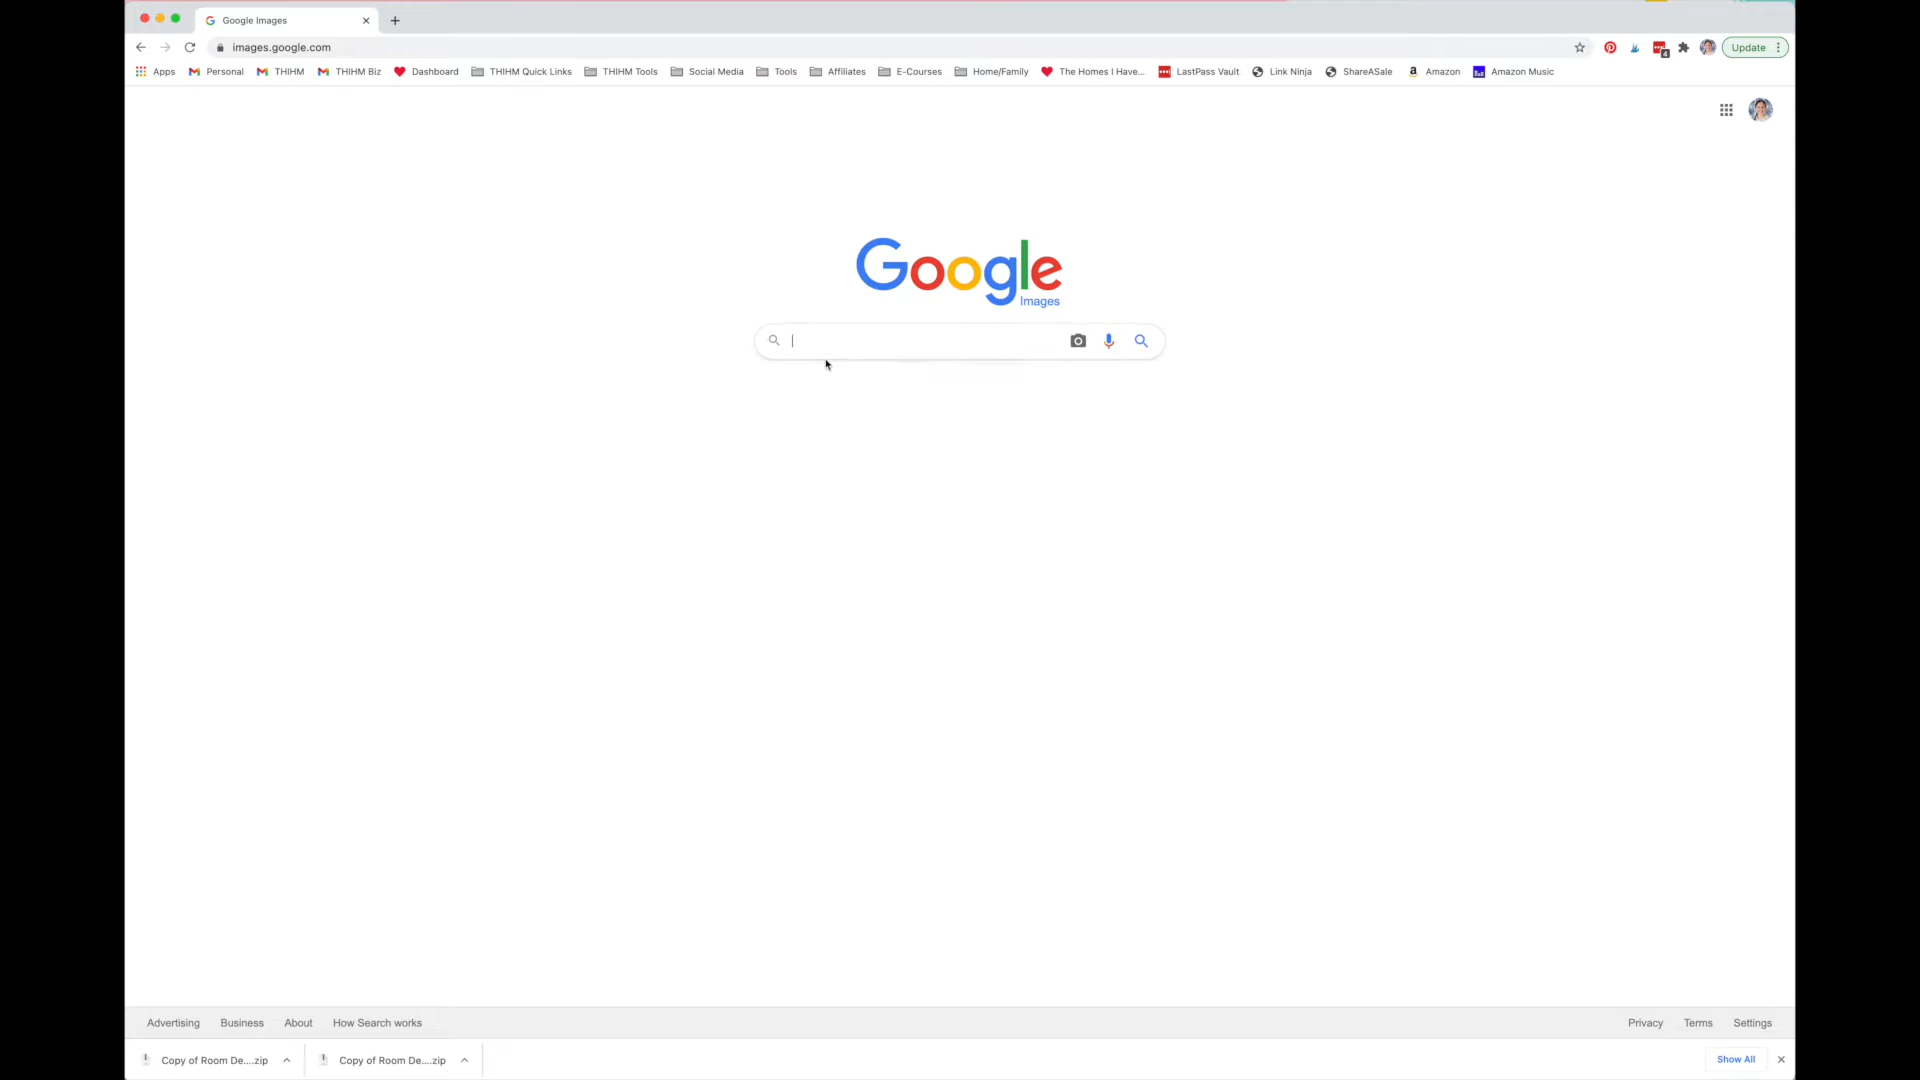 Google Images
images.google.com
Update
Apps Personal THIHM THIHM Biz Dashboard THIHM Quick Links THIHM Tools Social Media Tools Affiliates E-Courses Home/Family The Homes I Have... LastPass Vault Link Ninja ShareASale Amazon Amazon Music
Google
Images
Advertising Business About How Search works Privacy Terms Settings
Copy of Room De....zip Copy of Room De....zip Show All